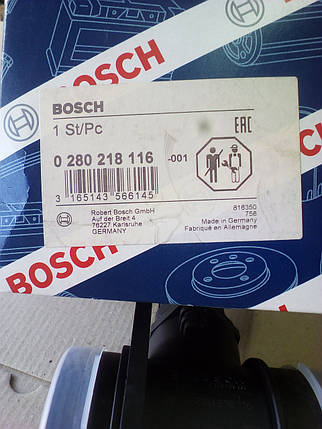 BOSCH
BOSCH
1 St/Pc
0 280 218 116
-001
EAC
3 165143 566145
Robert Bosch GmbH
Auf der Breit 4
76227 Karlsruhe
GERMANY
816350
758
Made in Germany
Fabriqué en Allemagne
BOSCH